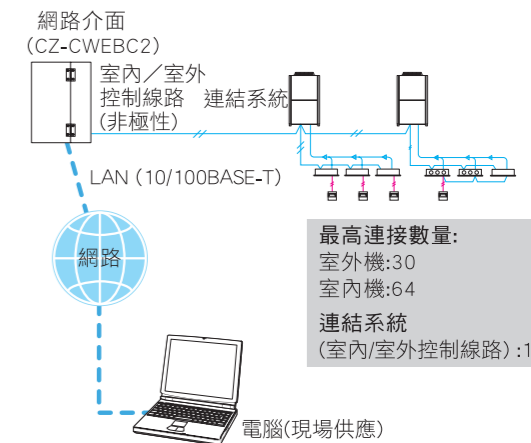 網路介面
(CZ-CWEBC2)
室內／室外
控制線路
(非極性)
連結系統
LAN (10/100BASE-T)
網路
最高連接數量:
室外機:30
室內機:64
連結系統
(室內/室外控制線路) :1
電腦(現場供應)